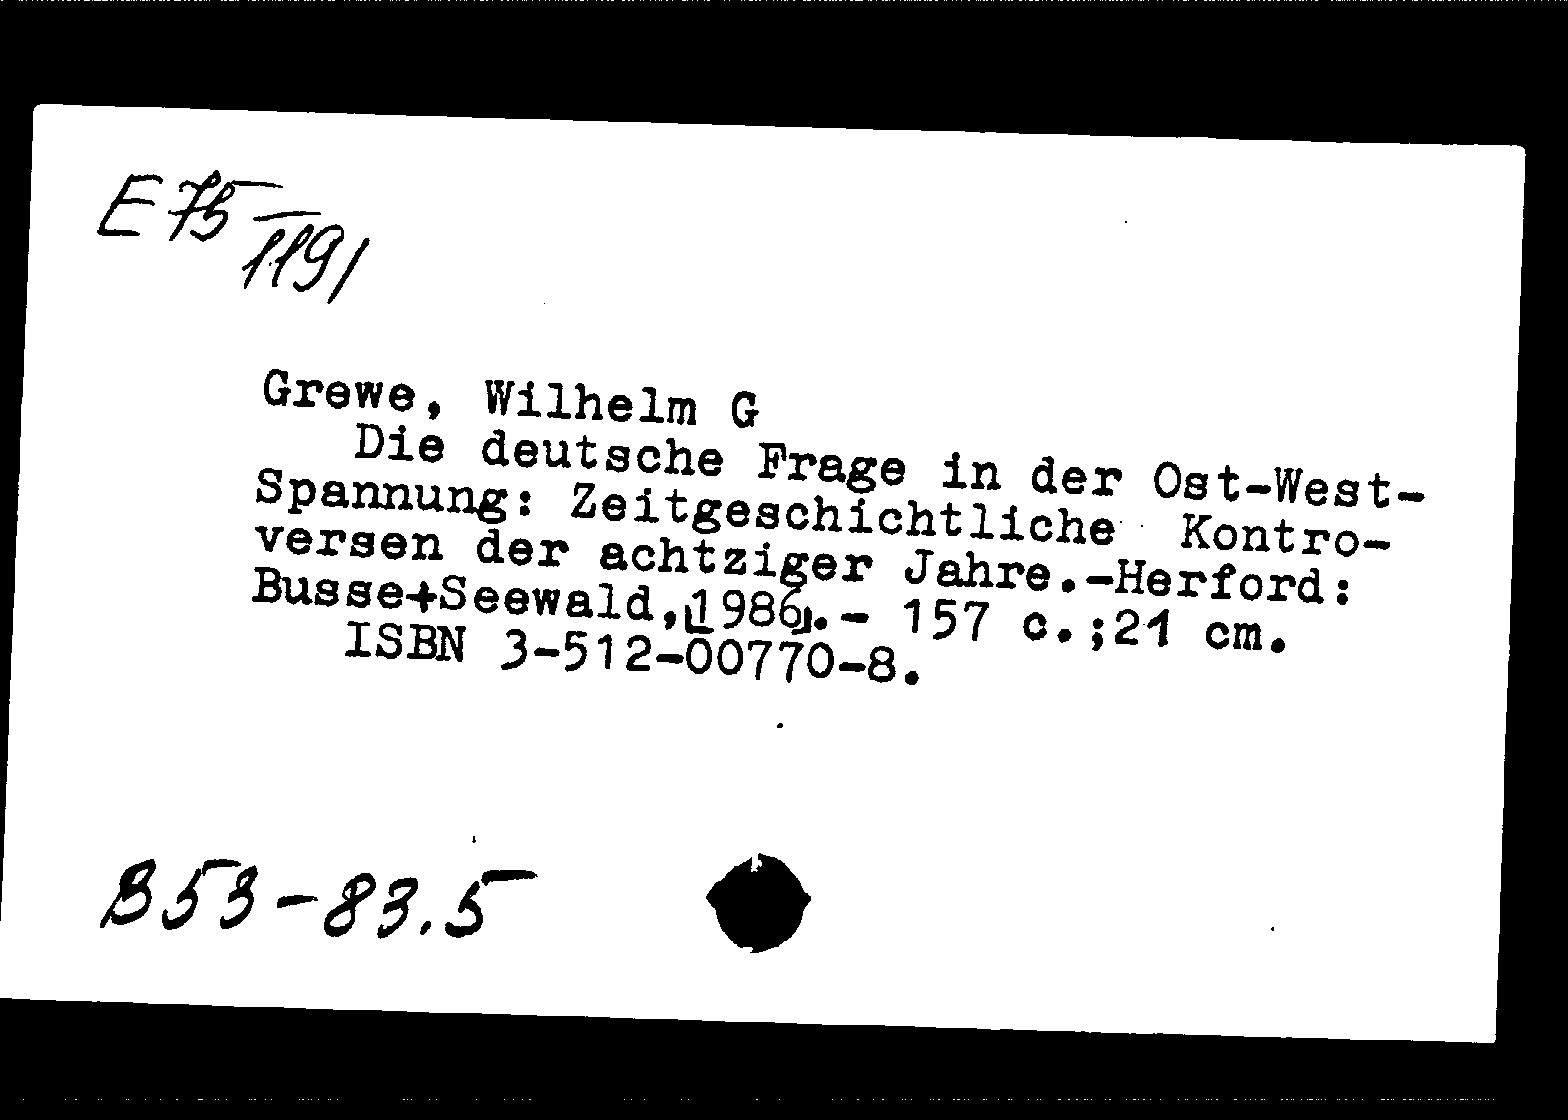 E 75
1191
Grewe, Wilhelm G
Die deutsche Frage in der Ost-West-
Spannung: Zeitgeschichtliche Kontro-
versen der achtziger Jahre.-Herford:
Busse+Seewald,[1986].- 157 c.;21 cm.
ISBN 3-512-00770-8.
B53-83.5